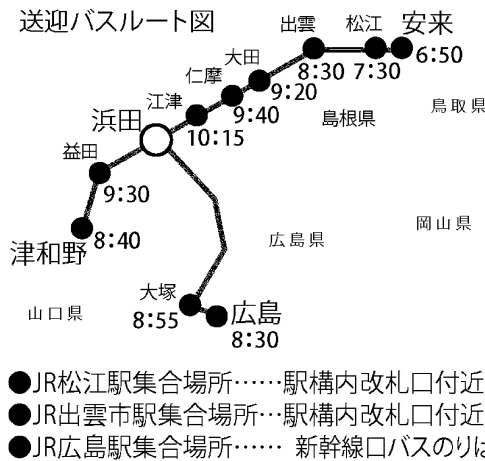 送迎バスルート図
出雲 松江 安来
大田 8:30 7:30 6:50
仁摩 9:20
江津 9:40 島根県 鳥取県
浜田 10:15
益田
9:30 岡山県
8:40 広島県
津和野
大塚 広島
山口県 8:55 8:30
●JR松江駅集合場所……駅構内改札口付近
●JR出雲市駅集合場所…駅構内改札口付近
●JR広島駅集合場所…… 新幹線口バスのり